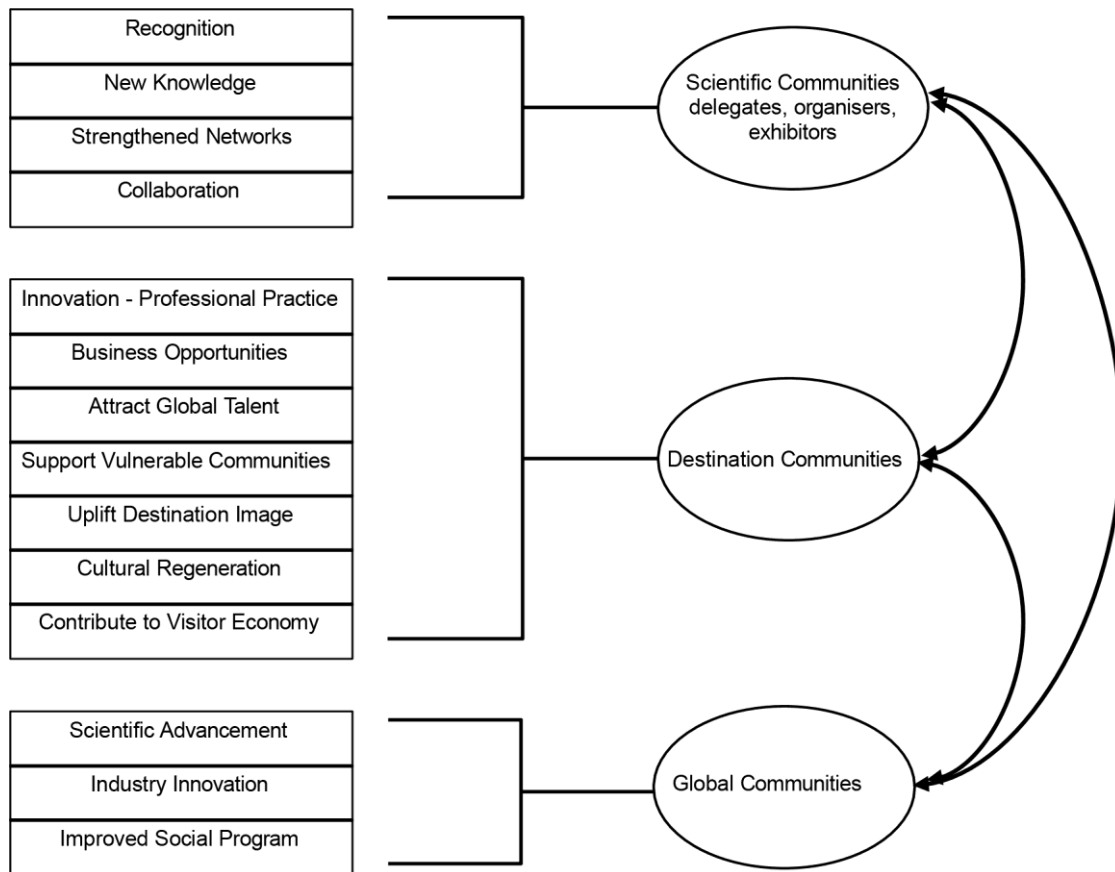 Recognition
New Knowledge
Strengthened Networks
Collaboration
Scientific Communities
delegates, organisers,
exhibitors
Innovation - Professional Practice
Business Opportunities
Attract Global Talent
Support Vulnerable Communities
Uplift Destination Image
Cultural Regeneration
Contribute to Visitor Economy
Destination Communities
Scientific Advancement
Industry Innovation
Improved Social Program
Global Communities